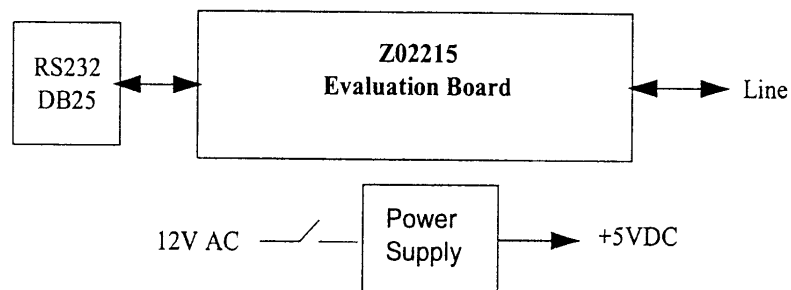 RS232
DB25
Z02215
Evaluation Board
Line
12V AC
Power
Supply
+5VDC